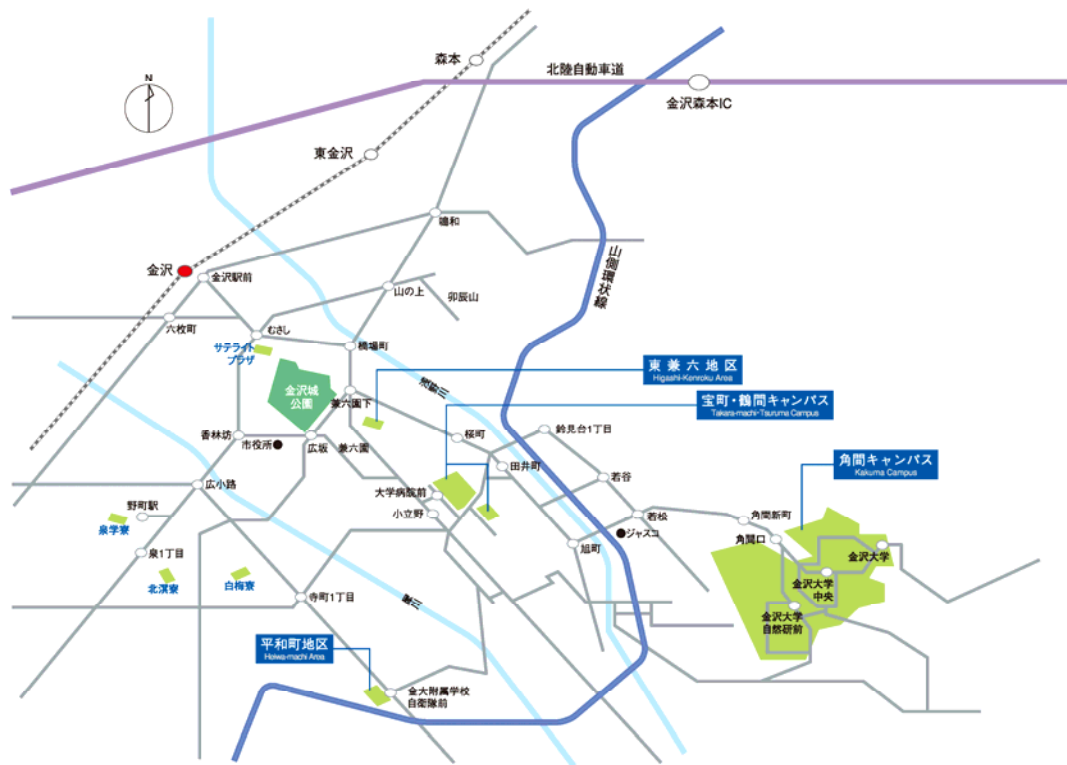 森本
北陸自動車道
金沢森本IC
N
東金沢
鳴和
山側環状線
金沢
金沢駅前
山の上
卯辰山
六枚町
むさし
橋場町
サテライト
プラザ
東兼六地区
Higashi-Kenroku Area
浅野川
金沢城
公園
兼六園下
宝町・鶴間キャンパス
Takara-machi・Tsuruma Campus
香林坊
市役所●
広坂
兼六園
桜町
鈴見台1丁目
角間キャンパス
Kakuma Campus
田井町
若谷
広小路
大学病院前
小立野
野町駅
泉学寮
若松
●ジャスコ
角間新町
角間口
旭町
泉1丁目
金沢大学
金沢大学
中央
北溟寮
白梅寮
寺町1丁目
犀川
金沢大学
自然研前
平和町地区
Heiwa-machi Area
金大附属学校
自衛隊前